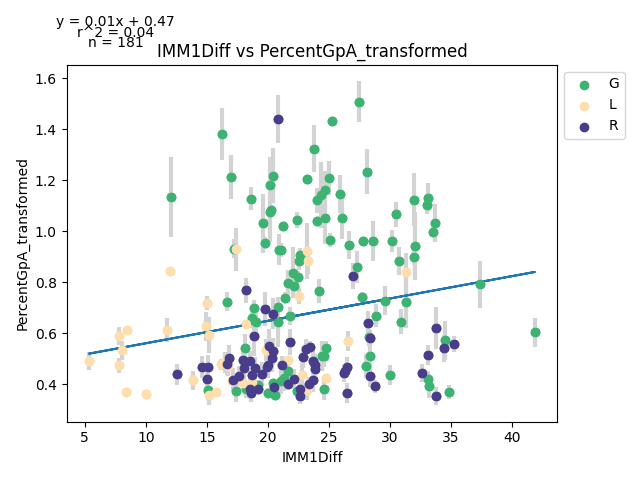 y = 0.01x + 0.47
r^2 = 0.04
n = 181
IMM1Diff vs PercentGpA_transformed
PercentGpA_transformed
1.6
1.4
1.2
1.0
0.8
0.6
0.4
5 10 15 20 25 30 35 40
IMM1Diff
G
L
R